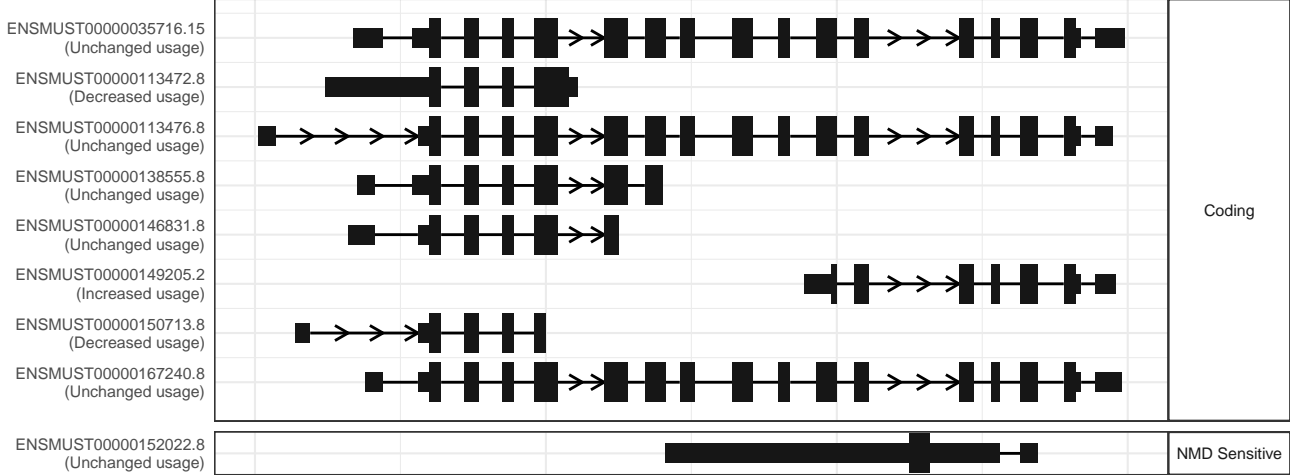 ENSMUST00000035716.15
(Unchanged usage)
ENSMUST00000113472.8
(Decreased usage)
ENSMUST00000113476.8
(Unchanged usage)
ENSMUST00000138555.8
(Unchanged usage)
ENSMUST00000146831.8
(Unchanged usage)
ENSMUST00000149205.2
(Increased usage)
ENSMUST00000150713.8
(Decreased usage)
ENSMUST00000167240.8
(Unchanged usage)
Coding
ENSMUST00000152022.8
(Unchanged usage)
NMD Sensitive